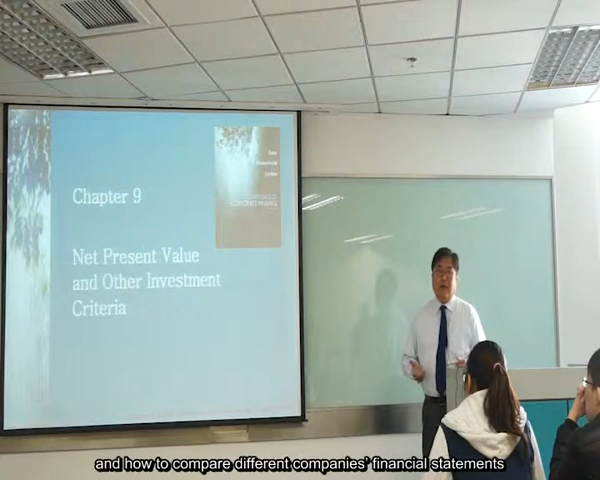 Chapter 9
Net Present Value
and Other Investment
Criteria
CORPORATE FINANCE
and how to compare different companies' financial statements